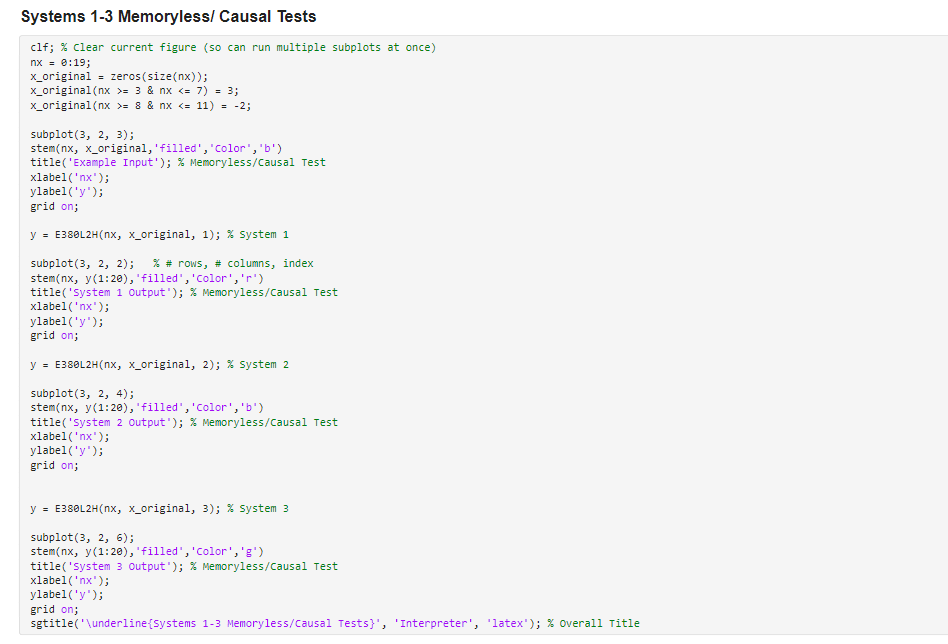 Systems 1-3 Memoryless/ Causal Tests
clf; % Clear current figure (so can run multiple subplots at once)
nx = 0:19;
x_original = zeros(size(nx));
x_original(nx >= 3 & nx <= 7) = 3;
x_original(nx >= 8 & nx <= 11) = -2;
subplot(3, 2, 3);
stem(nx, x_original,'filled','Color','b')
title('Example Input'); % Memoryless/Causal Test
xlabel('nx');
ylabel('y');
grid on;
y = E380L2H(nx, x_original, 1); % System 1
subplot(3, 2, 2);   % # rows, # columns, index
stem(nx, y(1:20),'filled','Color','r')
title('System 1 Output'); % Memoryless/Causal Test
xlabel('nx');
ylabel('y');
grid on;
y = E380L2H(nx, x_original, 2); % System 2
subplot(3, 2, 4);
stem(nx, y(1:20),'filled','Color','b')
title('System 2 Output'); % Memoryless/Causal Test
xlabel('nx');
ylabel('y');
grid on;
y = E380L2H(nx, x_original, 3); % System 3
subplot(3, 2, 6);
stem(nx, y(1:20),'filled','Color','g')
title('System 3 Output'); % Memoryless/Causal Test
xlabel('nx');
ylabel('y');
grid on;
sgtitle('\underline{Systems 1-3 Memoryless/Causal Tests}', 'Interpreter', 'latex'); % Overall Title